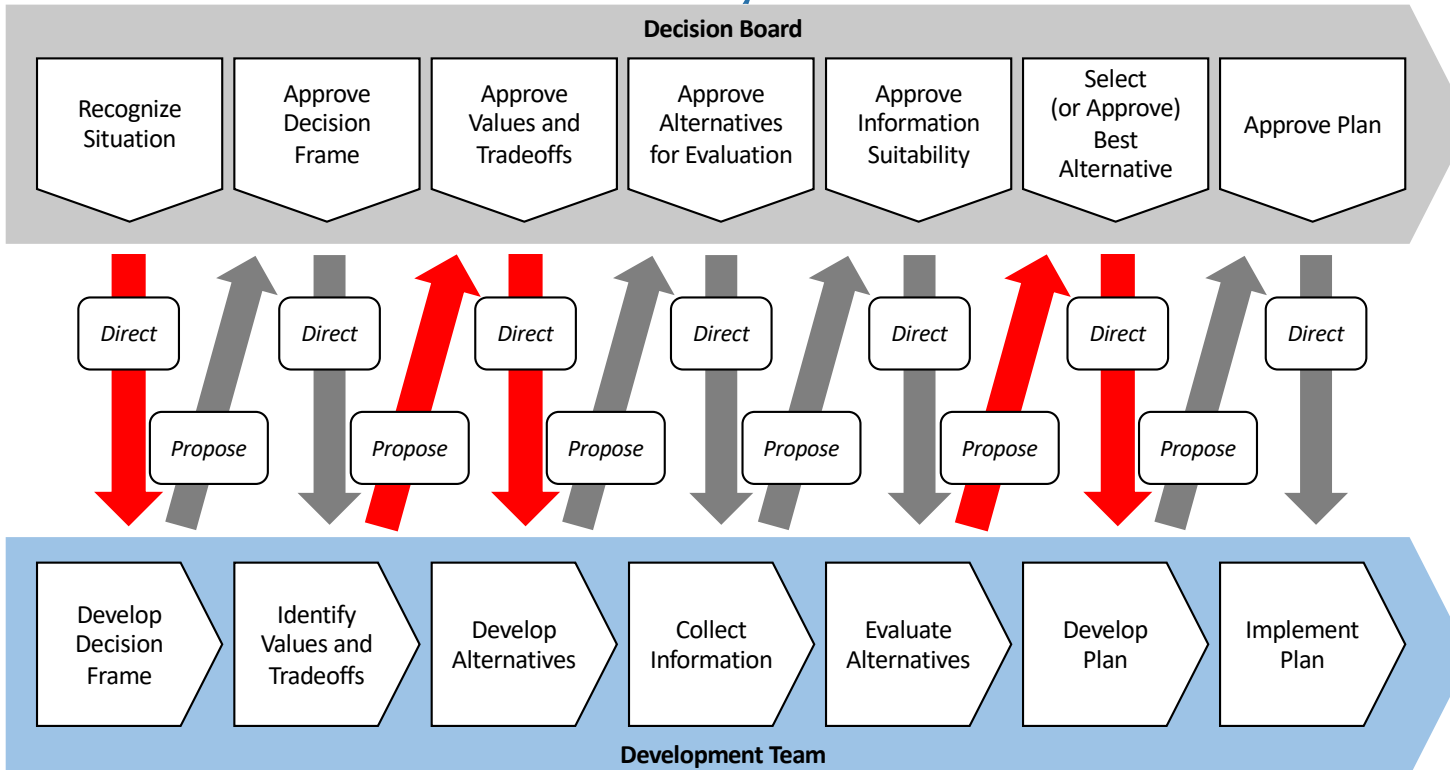 Decision Board
Recognize
Situation
Approve
Decision
Frame
Approve
Values and
Tradeoffs
Approve
Alternatives
for Evaluation
Approve
Information
Suitability
Select
(or Approve)
Best
Alternative
Approve Plan
Direct
Direct
Direct
Direct
Direct
Direct
Direct
Propose
Propose
Propose
Propose
Propose
Propose
Develop
Decision
Frame
Identify
Values and
Tradeoffs
Develop
Alternatives
Collect
Information
Evaluate
Alternatives
Develop
Plan
Implement
Plan
Development Team